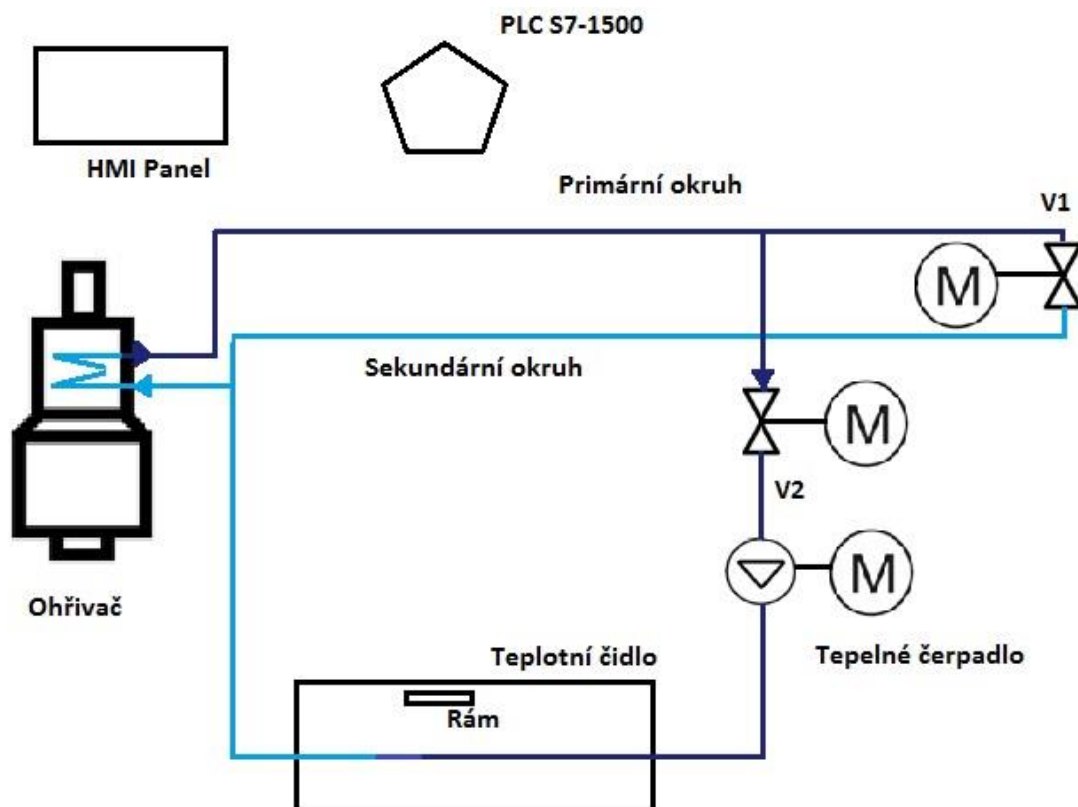 PLC S7-1500
HMI Panel
Primární okruh
V1
M
Sekundární okruh
M
V2
M
Ohřivač
Teplotní čidlo
Tepelné čerpadlo
Rám